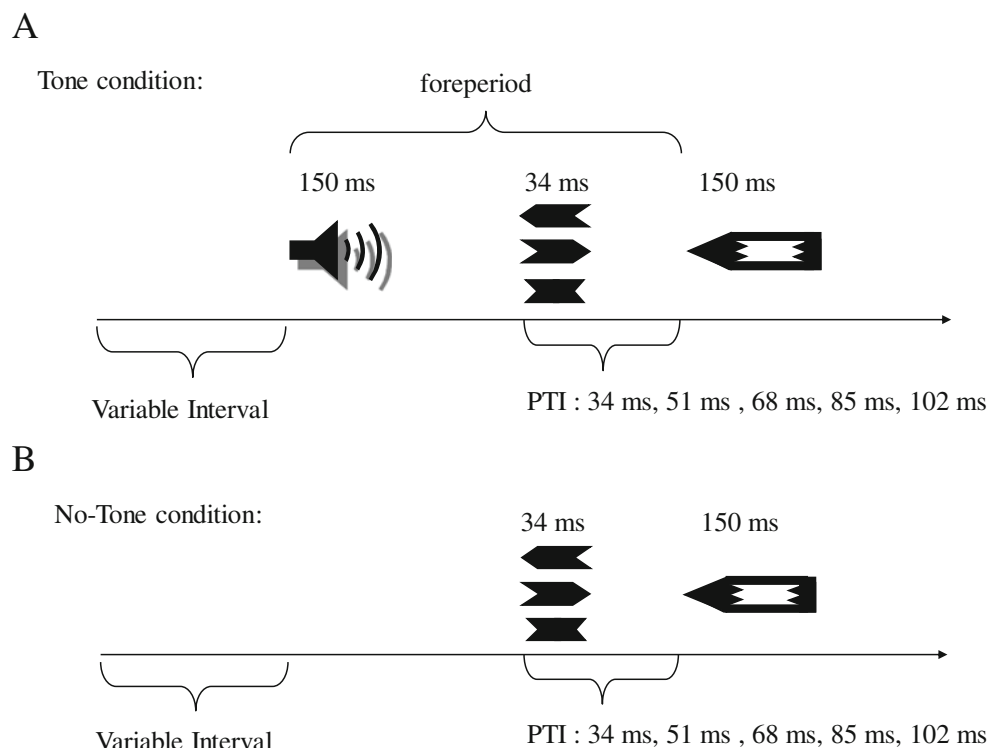 A
Tone condition:
foreperiod
150 ms
34 ms
150 ms
Variable Interval
PTI : 34 ms, 51 ms , 68 ms, 85 ms, 102 ms
B
No-Tone condition:
34 ms
150 ms
Variable Interval
PTI : 34 ms, 51 ms , 68 ms, 85 ms, 102 ms